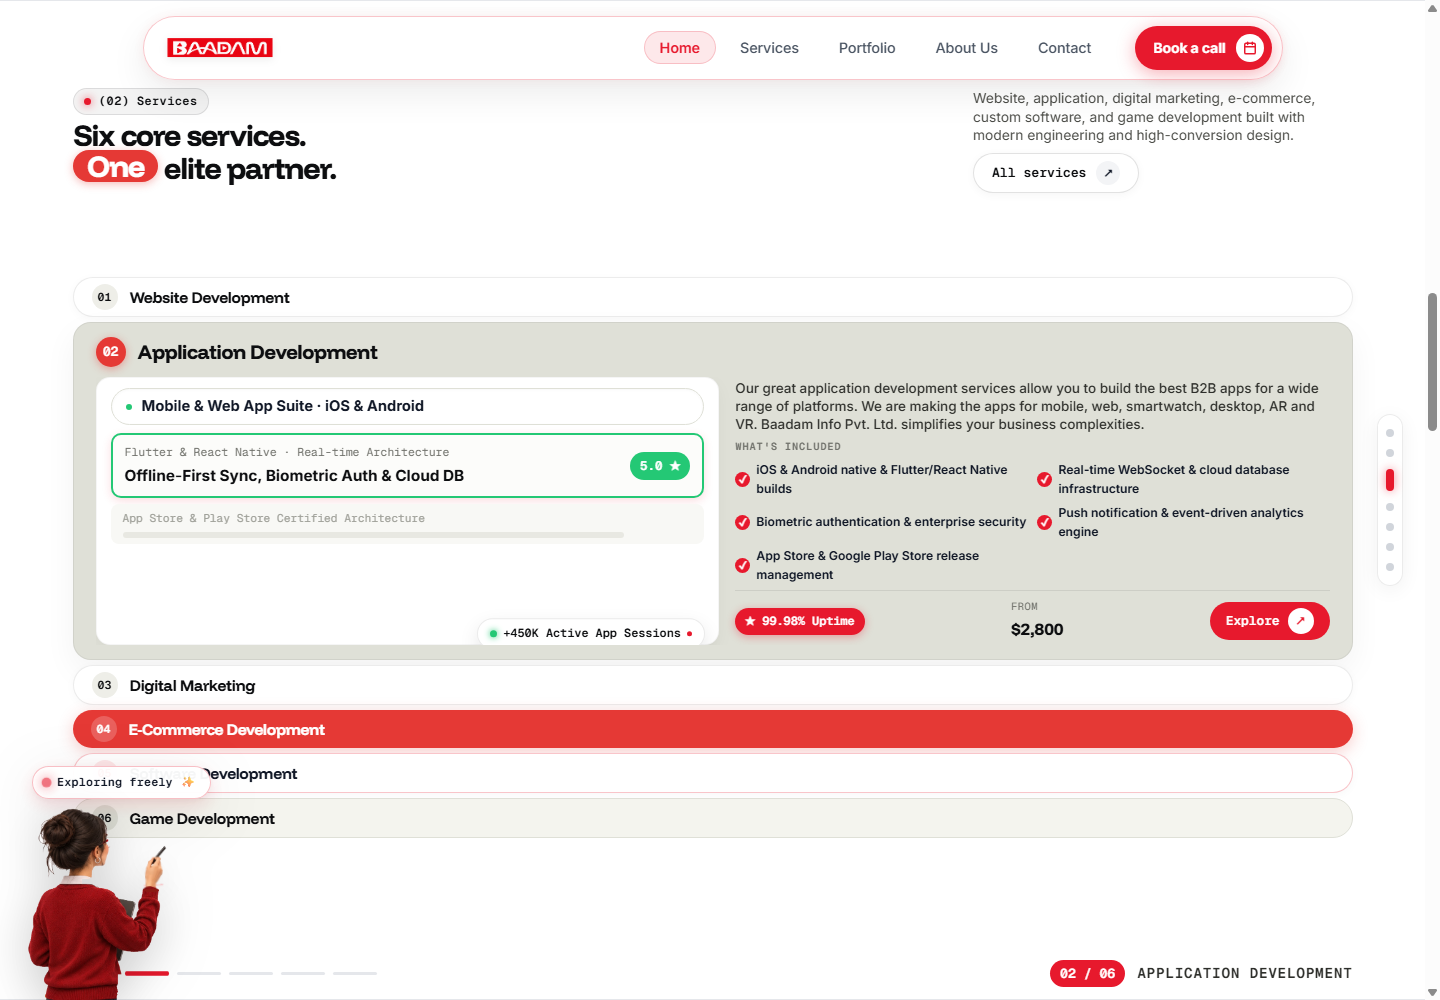 BAADAM
Home
Services
Portfolio
About Us
Contact
Book a call
(02) Services
Six core services.
One elite partner.
Website, application, digital marketing, e-commerce,
custom software, and game development built with
modern engineering and high-conversion design.
All services ↗
01 Website Development
02 Application Development
Mobile & Web App Suite · iOS & Android
Flutter & React Native · Real-time Architecture
Offline-First Sync, Biometric Auth & Cloud DB
5.0 ★
App Store & Play Store Certified Architecture
+450K Active App Sessions
Our great application development services allow you to build the best B2B apps for a wide
range of platforms. We are making the apps for mobile, web, smartwatch, desktop, AR and
VR. Baadam Info Pvt. Ltd. simplifies your business complexities.
WHAT'S INCLUDED
iOS & Android native & Flutter/React Native
builds
Real-time WebSocket & cloud database
infrastructure
Biometric authentication & enterprise security
Push notification & event-driven analytics
engine
App Store & Google Play Store release
management
★ 99.98% Uptime
FROM
$2,800
Explore ↗
03 Digital Marketing
04 E-Commerce Development
Development
Exploring freely ✨
06 Game Development
02 / 06 APPLICATION DEVELOPMENT